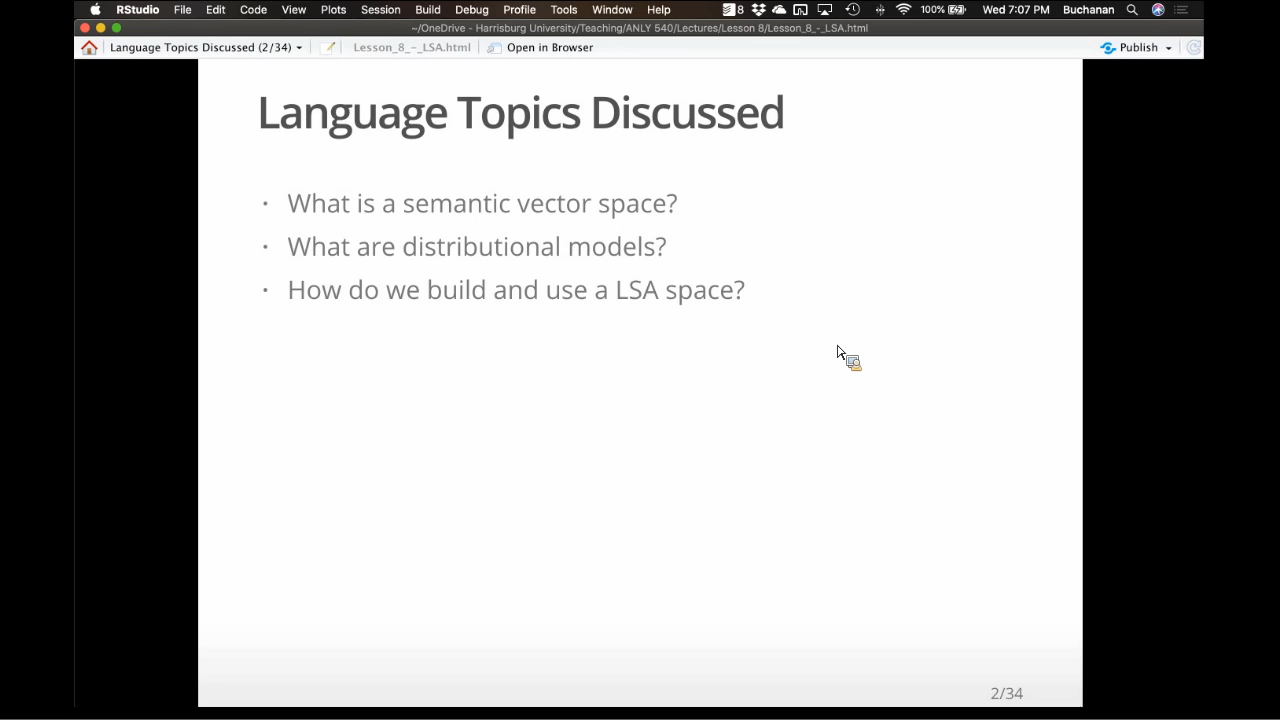 RStudio File Edit Code View Plots Session Build Debug Profile Tools Window Help 8 100% Wed 7:07 PM Buchanan
~/OneDrive - Harrisburg University/Teaching/ANLY 540/Lectures/Lesson 8/Lesson_8_-_LSA.html
Language Topics Discussed (2/34) Lesson_8_-_LSA.html Open in Browser Publish
Language Topics Discussed
· What is a semantic vector space?
· What are distributional models?
· How do we build and use a LSA space?
2/34